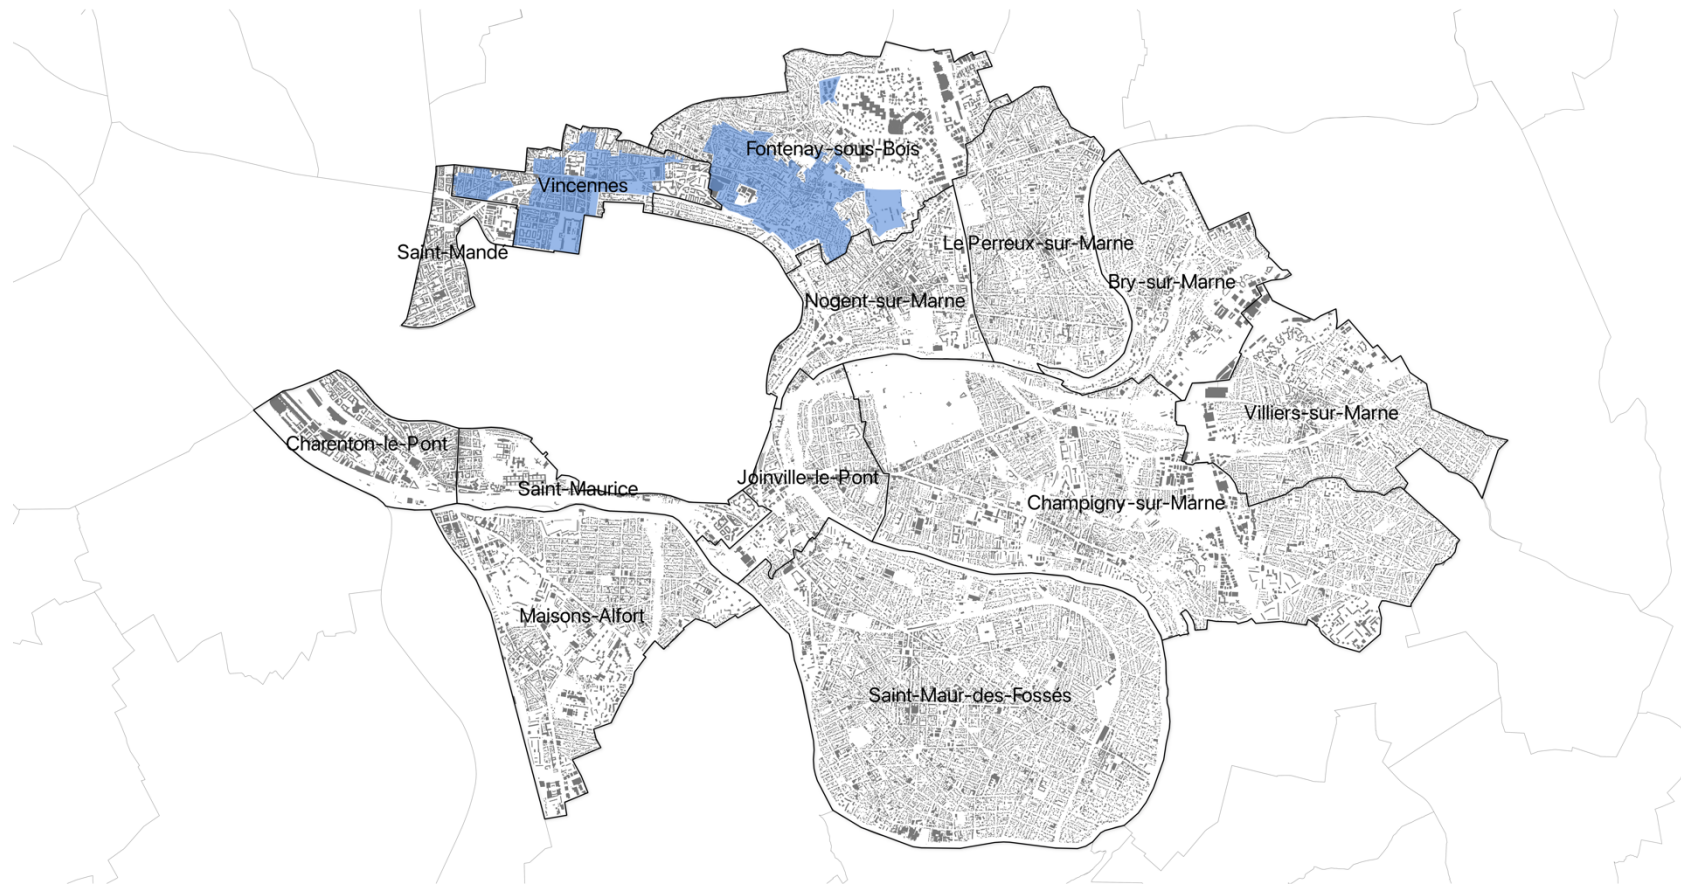 Fontenay-sous-Bois
Vincennes
Saint-Mandé
Le Perreux-sur-Marne
Bry-sur-Marne
Nogent-sur-Marne
Villiers-sur-Marne
Charenton-le-Pont
Joinville-le-Pont
Saint-Maurice
Champigny-sur-Marne
Maisons-Alfort
Saint-Maur-des-Fossés